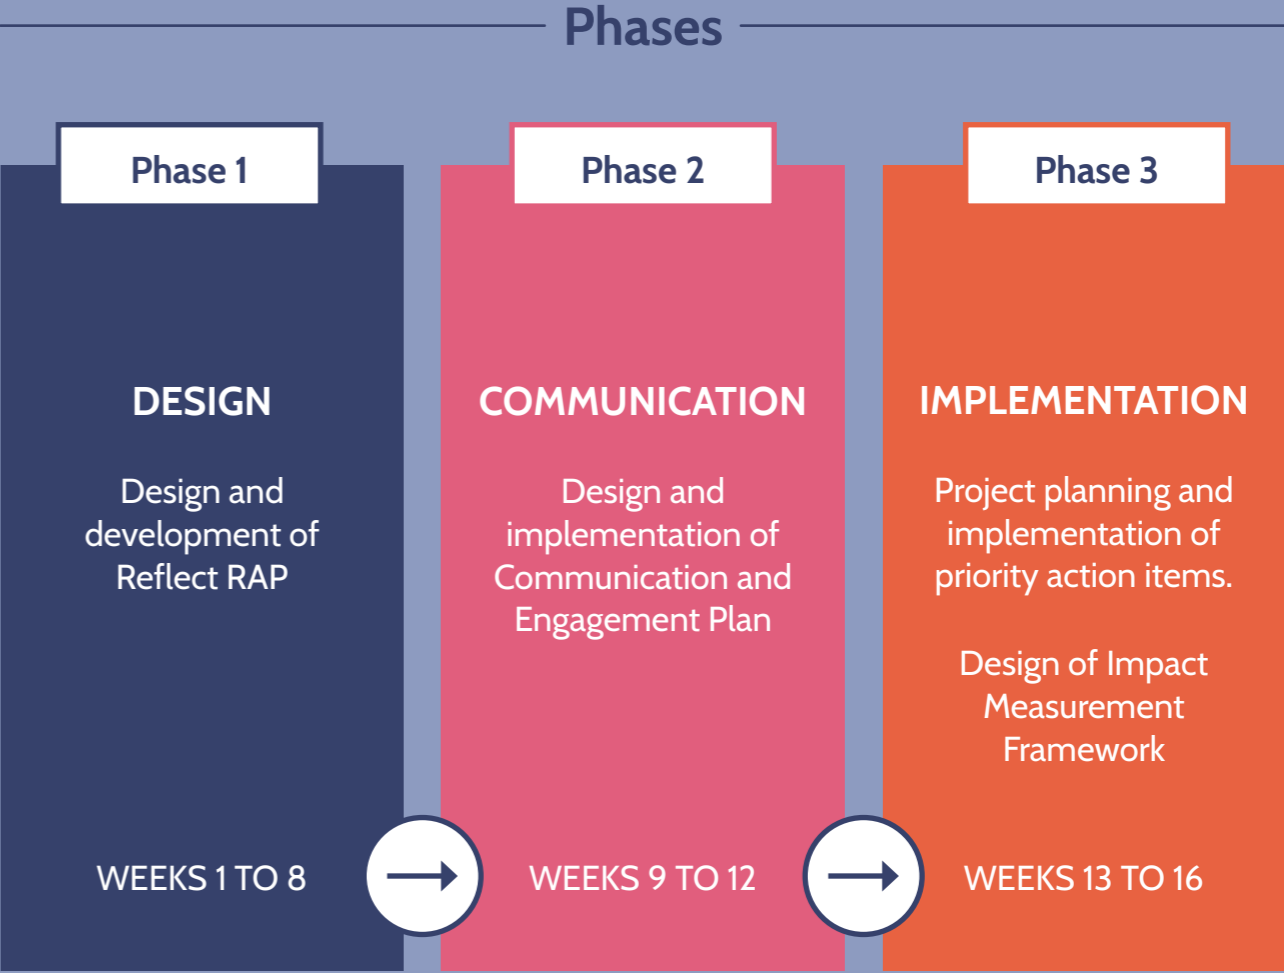 Phases
Phase 1
DESIGN
Design and
development of
Reflect RAP
WEEKS 1 TO 8
Phase 2
COMMUNICATION
Design and
implementation of
Communication and
Engagement Plan
WEEKS 9 TO 12
Phase 3
IMPLEMENTATION
Project planning and
implementation of
priority action items.
Design of Impact
Measurement
Framework
WEEKS 13 TO 16